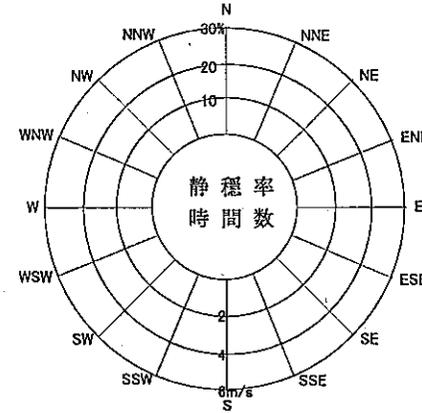 N
NNW
30%
NNE
NW
20
NE
10
WNW
ENE
静穏率
W
時間数
E
WSW
ESE
2
SW
4
SE
SSW
6m/s
SSE
S